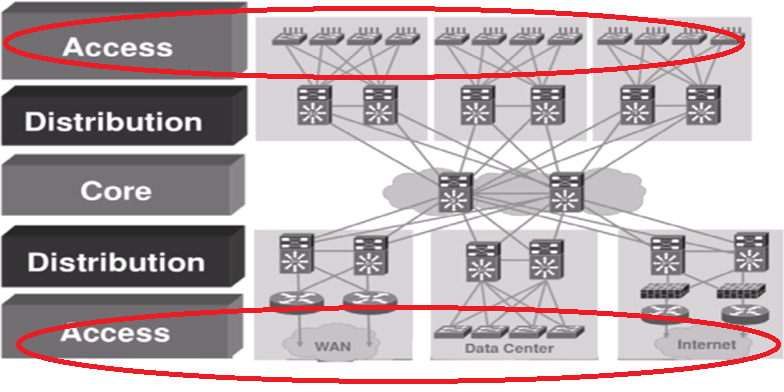 Access
Distribution
Core
Distribution
Access
WAN
Data Center
Internet